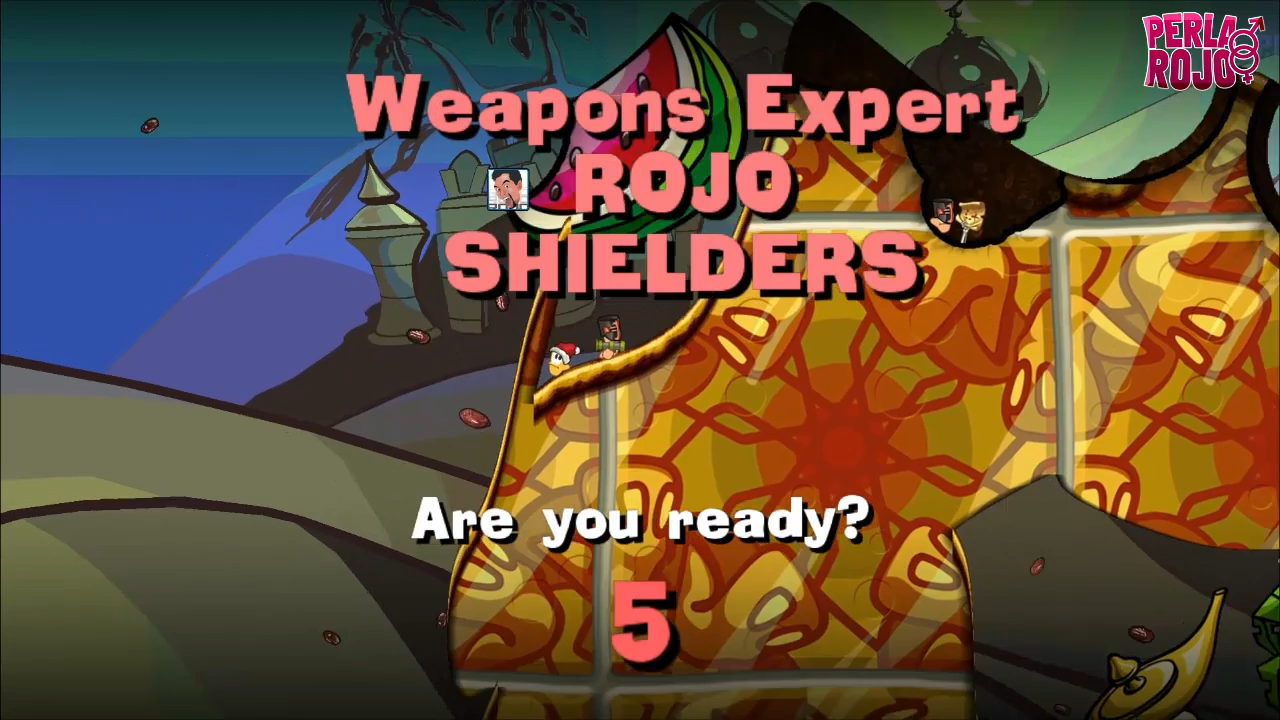 PERLA
ROJO
Weapons Expert
ROJO
SHIELDERS
Are you ready?
5